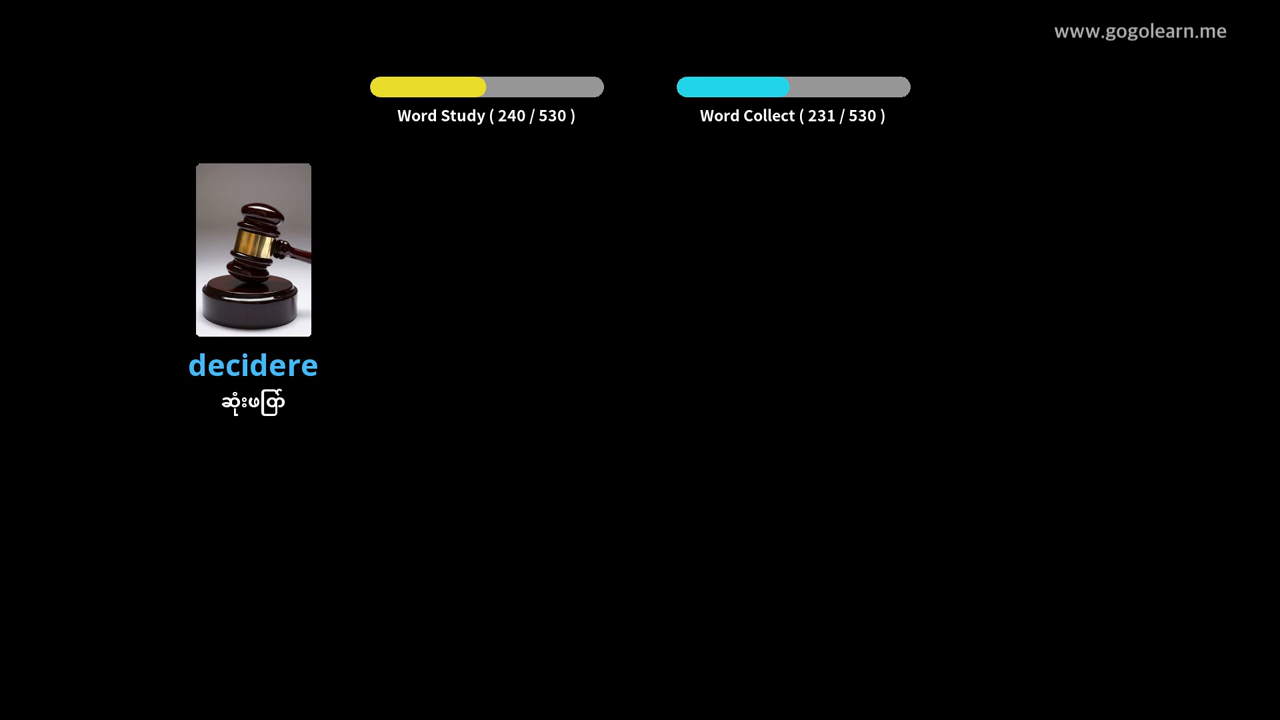 www.gogolearn.me
Word Study ( 240 / 530 )
Word Collect ( 231 / 530 )
decidere
ဆုံးဖြတ်